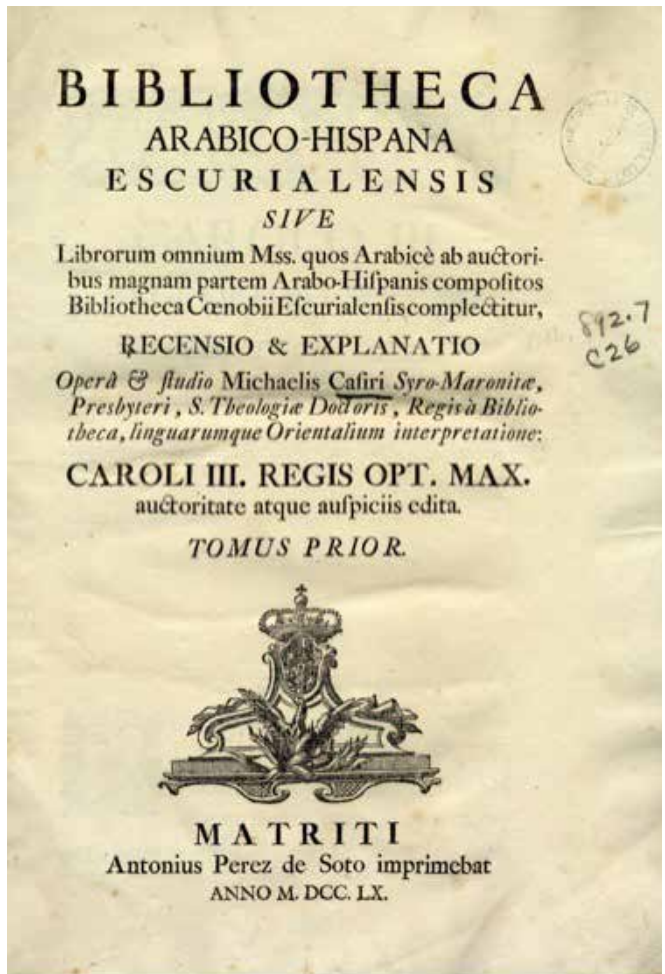 BIBLIOTHECA
ARABICO-HISPANA
ESCURIALENSIS
SIVE
Librorum omnium Mss. quos Arabicè ab auctori-
bus magnam partem Arabo-Hiſpanis compoſitos
Bibliotheca Cœnobii Eſcurialenſis complectitur,
RECENSIO & EXPLANATIO
Operâ & ſtudio Michaelis Caſiri Syro-Maronitæ,
Presbyteri, S. Theologiæ Doctoris, Regis à Biblio-
theca, linguarumque Orientalium interpretatione:
CAROLI III. REGIS OPT. MAX.
auctoritate atque auſpiciis edita.
TOMUS PRIOR.
892.7
C26
MATRITI
Antonius Perez de Soto imprimebat
ANNO M. DCC. LX.